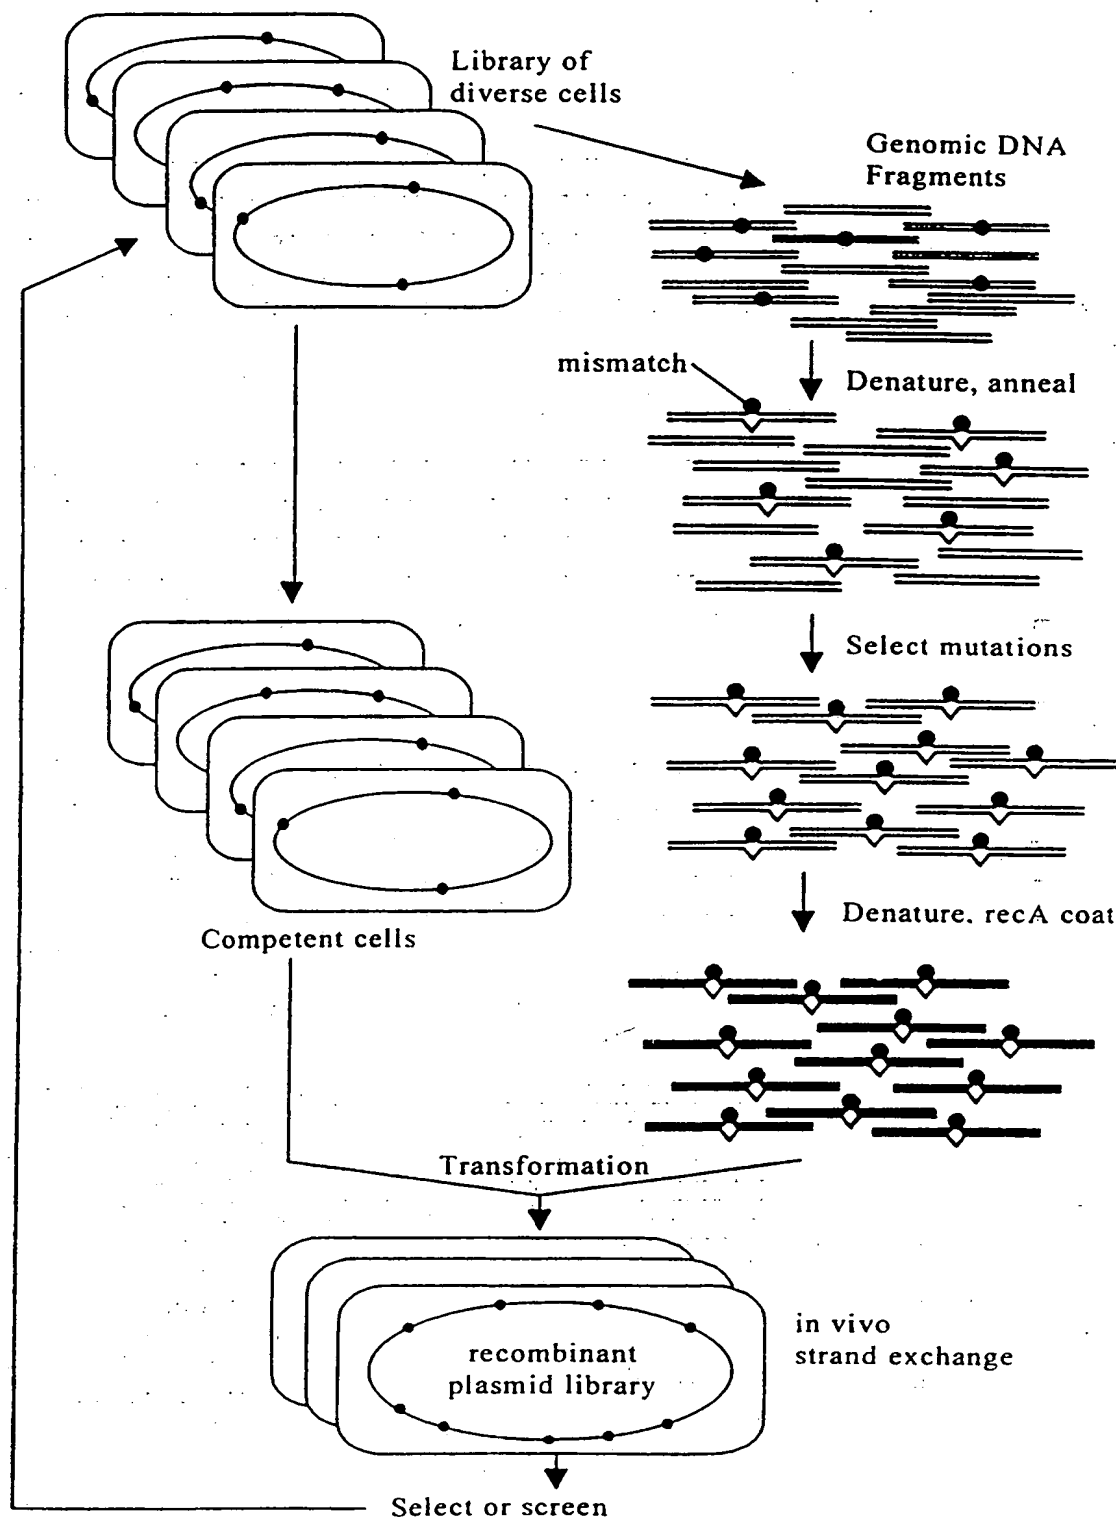 Library of
diverse cells
Genomic DNA
Fragments
mismatch
Denature, anneal
Select mutations
Denature. recA coat
Competent cells
Transformation
in vivo
strand exchange
recombinant
plasmid library
Select or screen